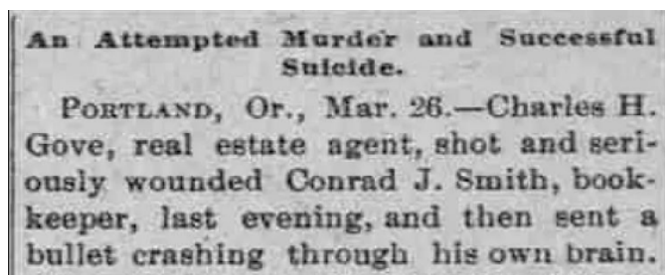 An Attempted Murder and Successful
Suicide.
PORTLAND, Or., Mar. 26.—Charles H.
Gove, real estate agent, shot and seri-
ously wounded Conrad J. Smith, book-
keeper, last evening, and then sent a
bullet crashing through his own brain.